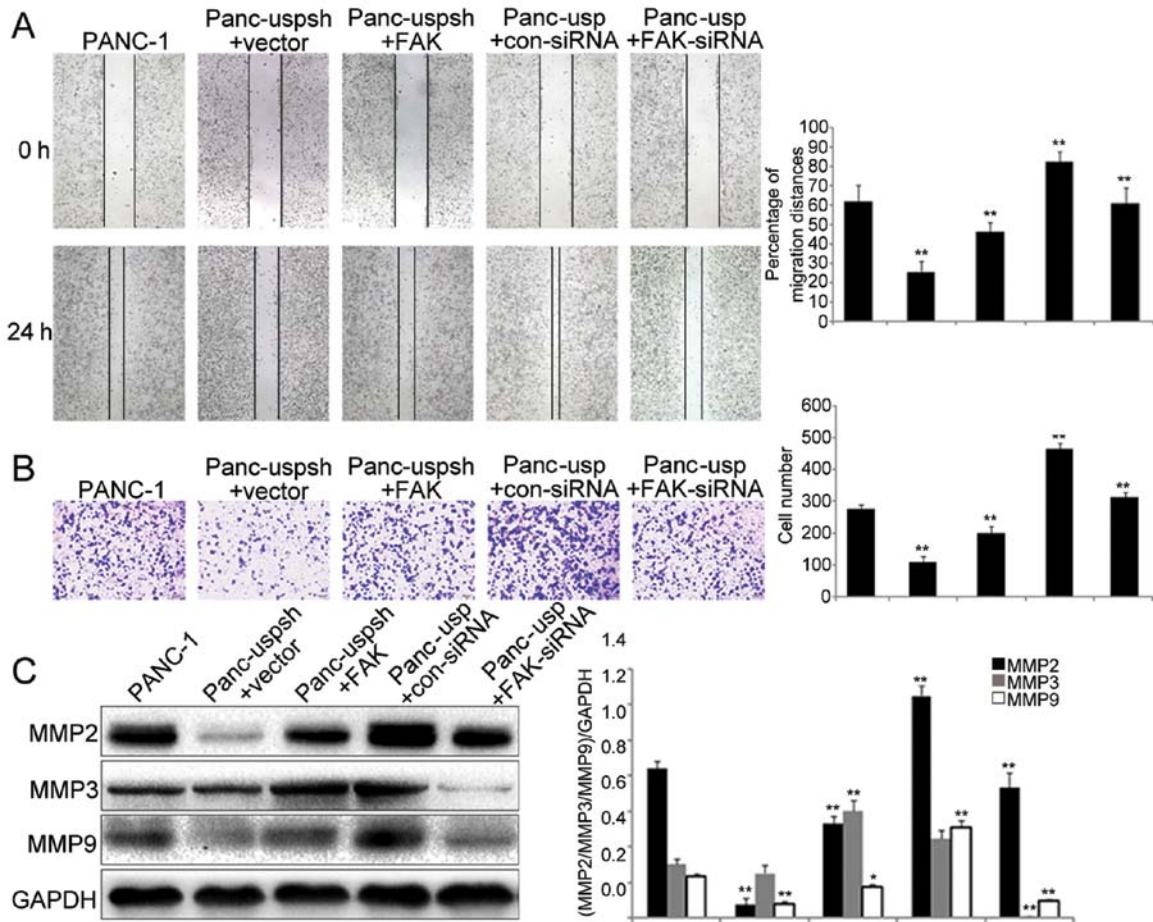 A
PANC-1
Panc-uspsh
+vector
Panc-uspsh
+FAK
Panc-usp
+con-siRNA
Panc-usp
+FAK-siRNA
0 h
24 h
Percentage of
migration distances
100
90
80
70
60
50
40
30
20
10
0
**
**
**
**
B
PANC-1
Panc-uspsh
+vector
Panc-uspsh
+FAK
Panc-usp
+con-siRNA
Panc-usp
+FAK-siRNA
Cell number
600
500
400
300
200
100
0
**
**
**
**
C
PANC-1
Panc-uspsh
+vector
Panc-uspsh
+FAK
Panc-usp
+con-siRNA
Panc-usp
+FAK-siRNA
MMP2
MMP3
MMP9
GAPDH
(MMP2/MMP3/MMP9)/GAPDH
1.4
1.2
0.8
0.6
0.4
0.2
0.0
MMP2
MMP3
MMP9
**
**
**
**
*
**
**
**
**
**